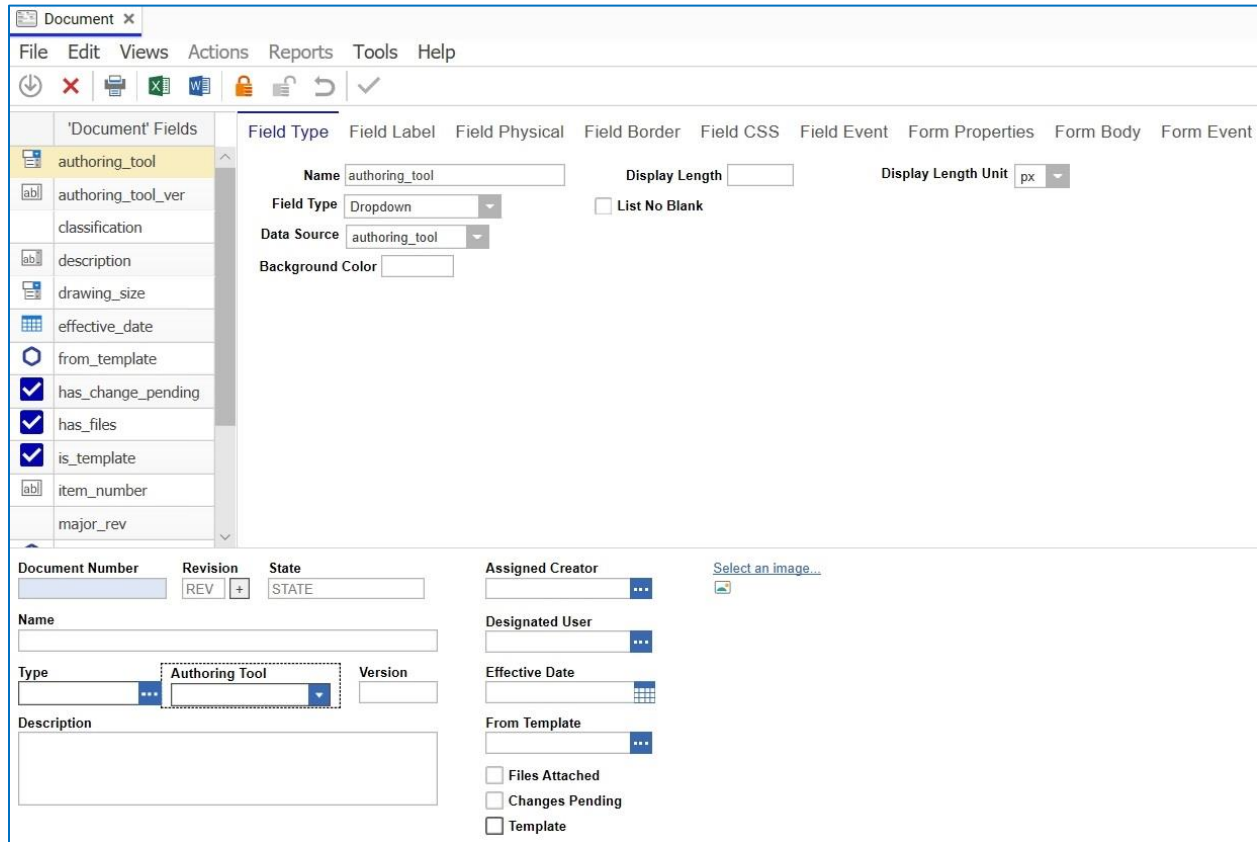 Document
File Edit Views Actions Reports Tools Help
'Document' Fields
authoring_tool
authoring_tool_ver
classification
description
drawing_size
effective_date
from_template
has_change_pending
has_files
is_template
item_number
major_rev
Field Type Field Label Field Physical Field Border Field CSS Field Event Form Properties Form Body Form Event
Name authoring_tool Display Length Display Length Unit px
Field Type Dropdown List No Blank
Data Source authoring_tool
Background Color
Document Number Revision State Assigned Creator Select an image...
REV + STATE
Name Designated User
Type Authoring Tool Version Effective Date
Description From Template
Files Attached
Changes Pending
Template